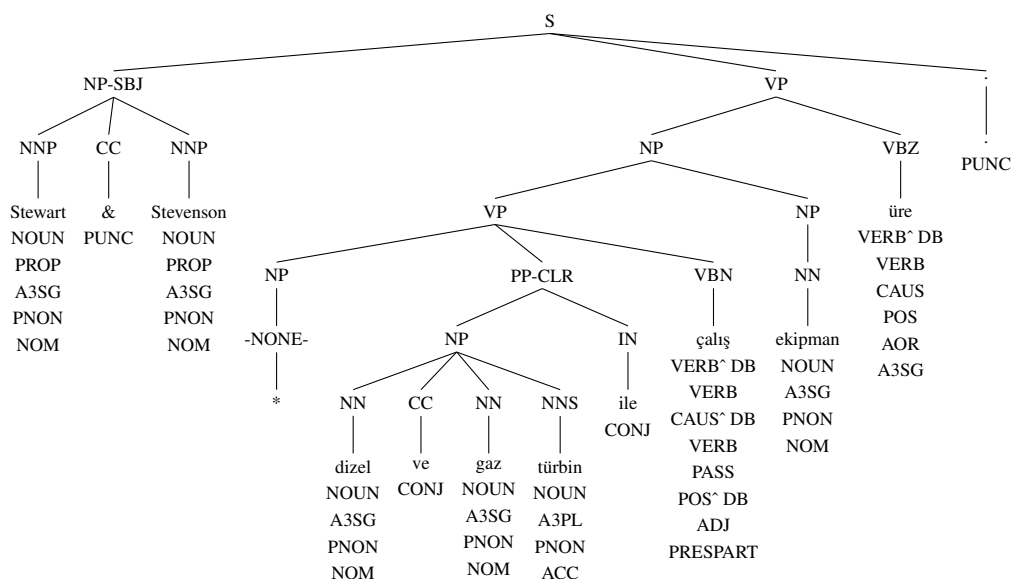 S
NP-SBJ VP .
NNP CC NNP NP VBZ .
PUNC
Stewart & Stevenson VP NP üre
NOUN PUNC NOUN VERBˆ DB
PROP PROP NP PP-CLR VBN NN VERB
A3SG A3SG CAUS
PNON PNON POS
NOM NOM -NONE- NP IN çalış ekipman AOR
VERBˆ DB NOUN A3SG
* NN CC NN NNS ile VERB A3SG
CONJ CAUSˆ DB PNON
VERB NOM
dizel ve gaz türbin PASS
NOUN CONJ NOUN NOUN POSˆ DB
A3SG A3SG A3PL ADJ
PNON PNON PNON PRESPART
NOM NOM ACC